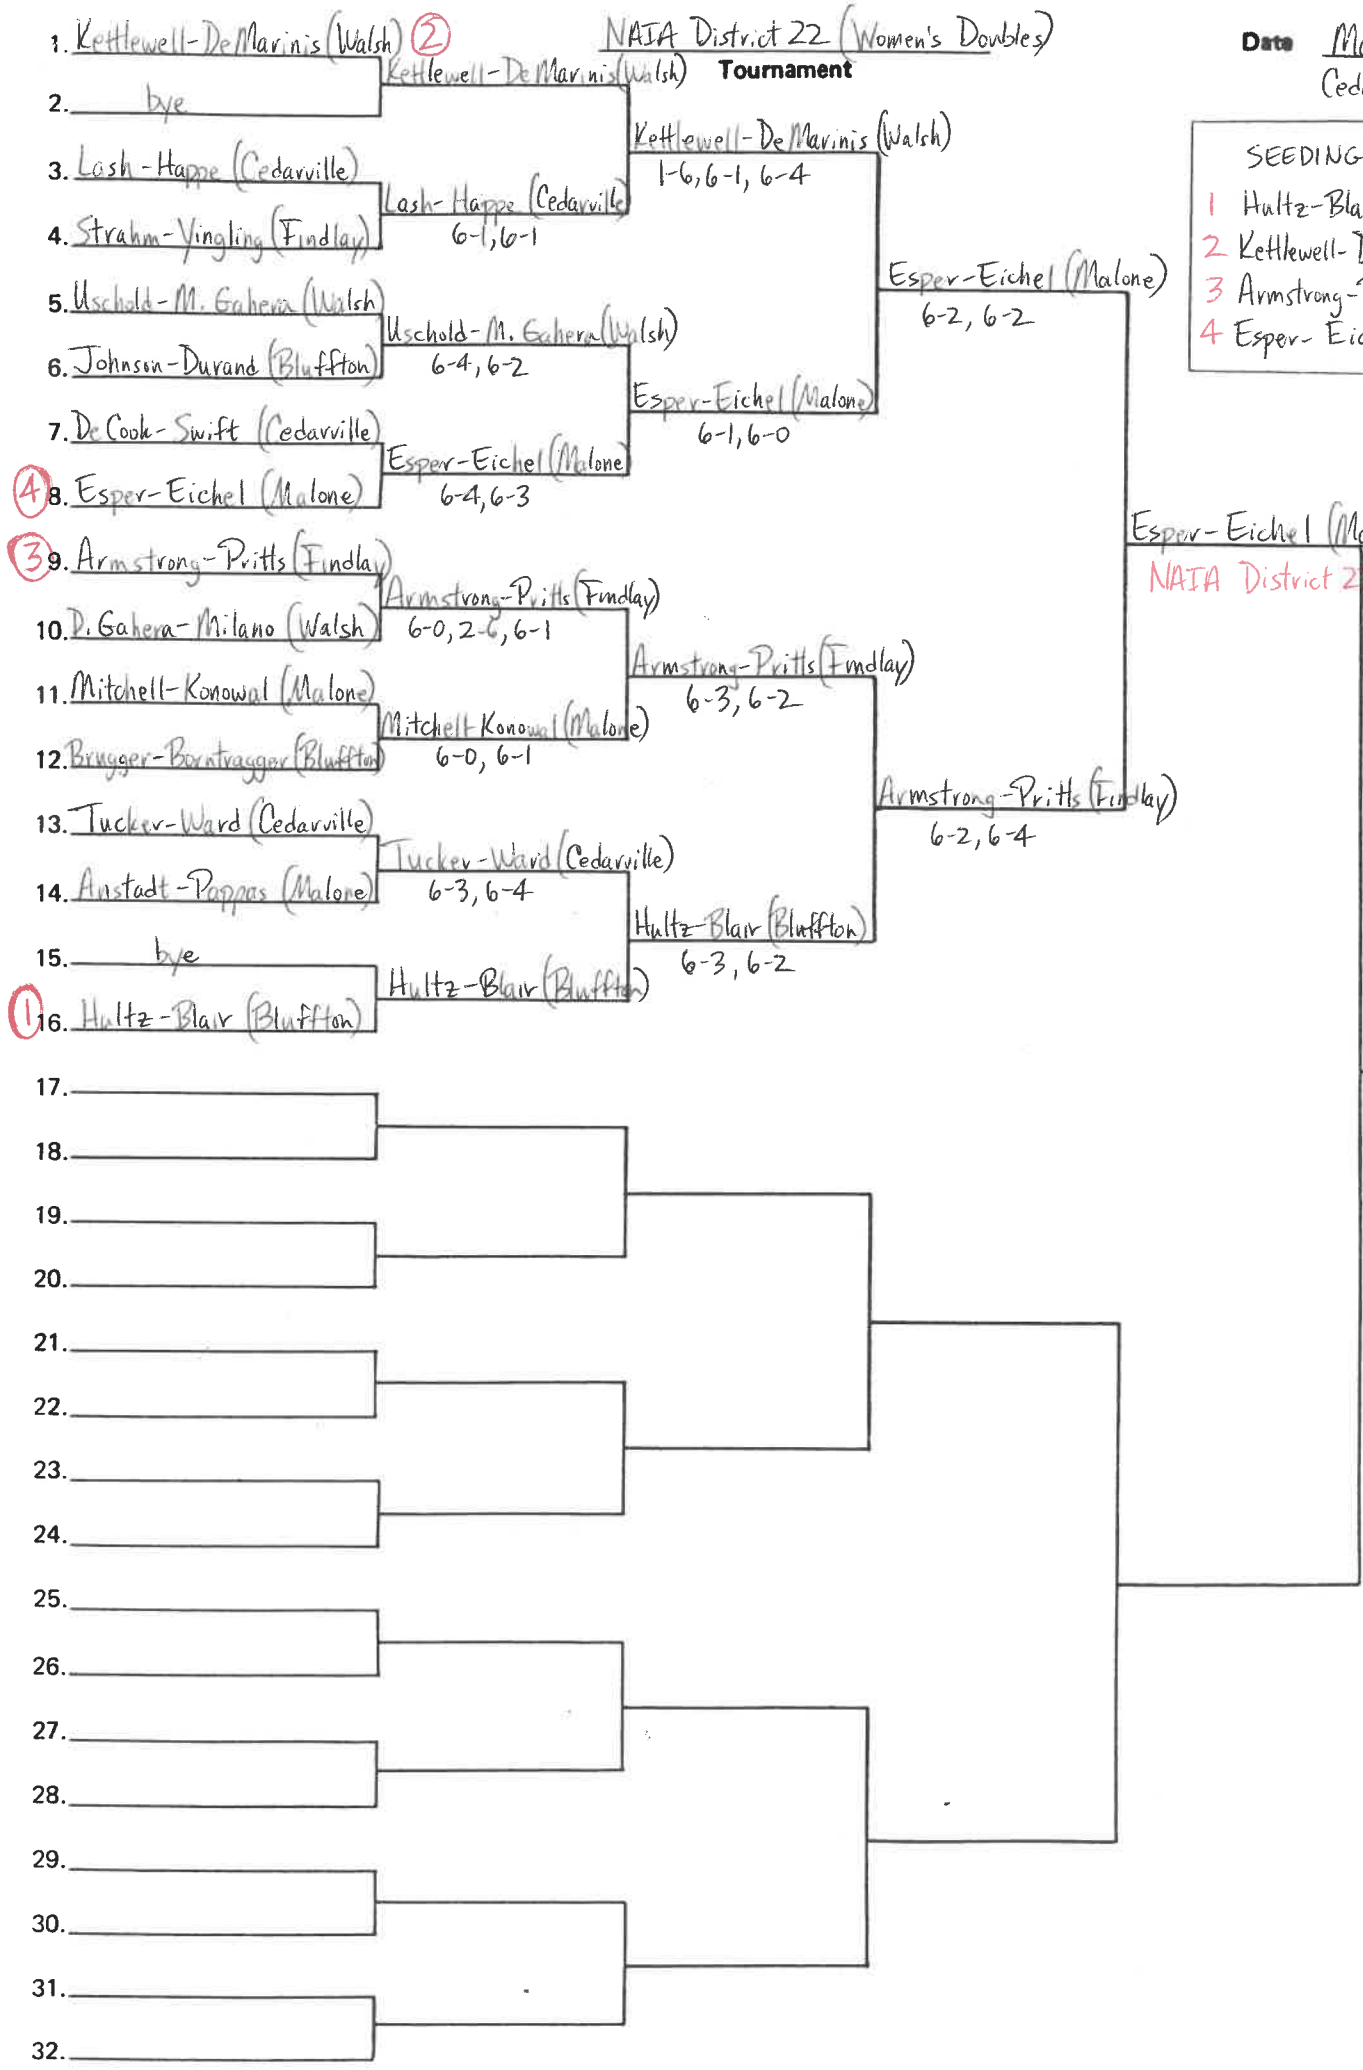 NAIA District 22 (Women's Doubles)
Tournament
Date
SEEDING
1 Hultz-Bla
2 Kettlewell-D
3 Armstrong-
4 Esper-Eic
1. Kettlewell-DeMarinis (Walsh) 2
2. bye
3. Lash-Happe (Cedarville)
4. Strahm-Yingling (Findlay)
5. Uschold-M. Gahera (Walsh)
6. Johnson-Durand (Bluffton)
7. DeCook-Swift (Cedarville)
4 8. Esper-Eichel (Malone)
3 9. Armstrong-Pritts (Findlay)
10. D. Gahera-Milano (Walsh)
11. Mitchell-Konowal (Malone)
12. Brugger-Borntragger (Bluffton)
13. Tucker-Ward (Cedarville)
14. Anstadt-Pappas (Malone)
15. bye
1 16. Hultz-Blair (Bluffton)
17.
18.
19.
20.
21.
22.
23.
24.
25.
26.
27.
28.
29.
30.
31.
32.
Kettlewell-DeMarinis (Walsh)
Lash-Happe (Cedarville)
6-1, 6-1
Uschold-M. Gahera (Walsh)
6-4, 6-2
Esper-Eichel (Malone)
6-4, 6-3
Armstrong-Pritts (Findlay)
6-0, 2-6, 6-1
Mitchell-Konowal (Malone)
6-0, 6-1
Tucker-Ward (Cedarville)
6-3, 6-4
Hultz-Blair (Bluffton)
Kettlewell-DeMarinis (Walsh)
1-6, 6-1, 6-4
Esper-Eichel (Malone)
6-1, 6-0
Armstrong-Pritts (Findlay)
6-3, 6-2
Hultz-Blair (Bluffton)
6-3, 6-2
Esper-Eichel (Malone)
6-2, 6-2
Armstrong-Pritts (Findlay)
6-2, 6-4
Esper-Eichel (Ma
NAIA District 2